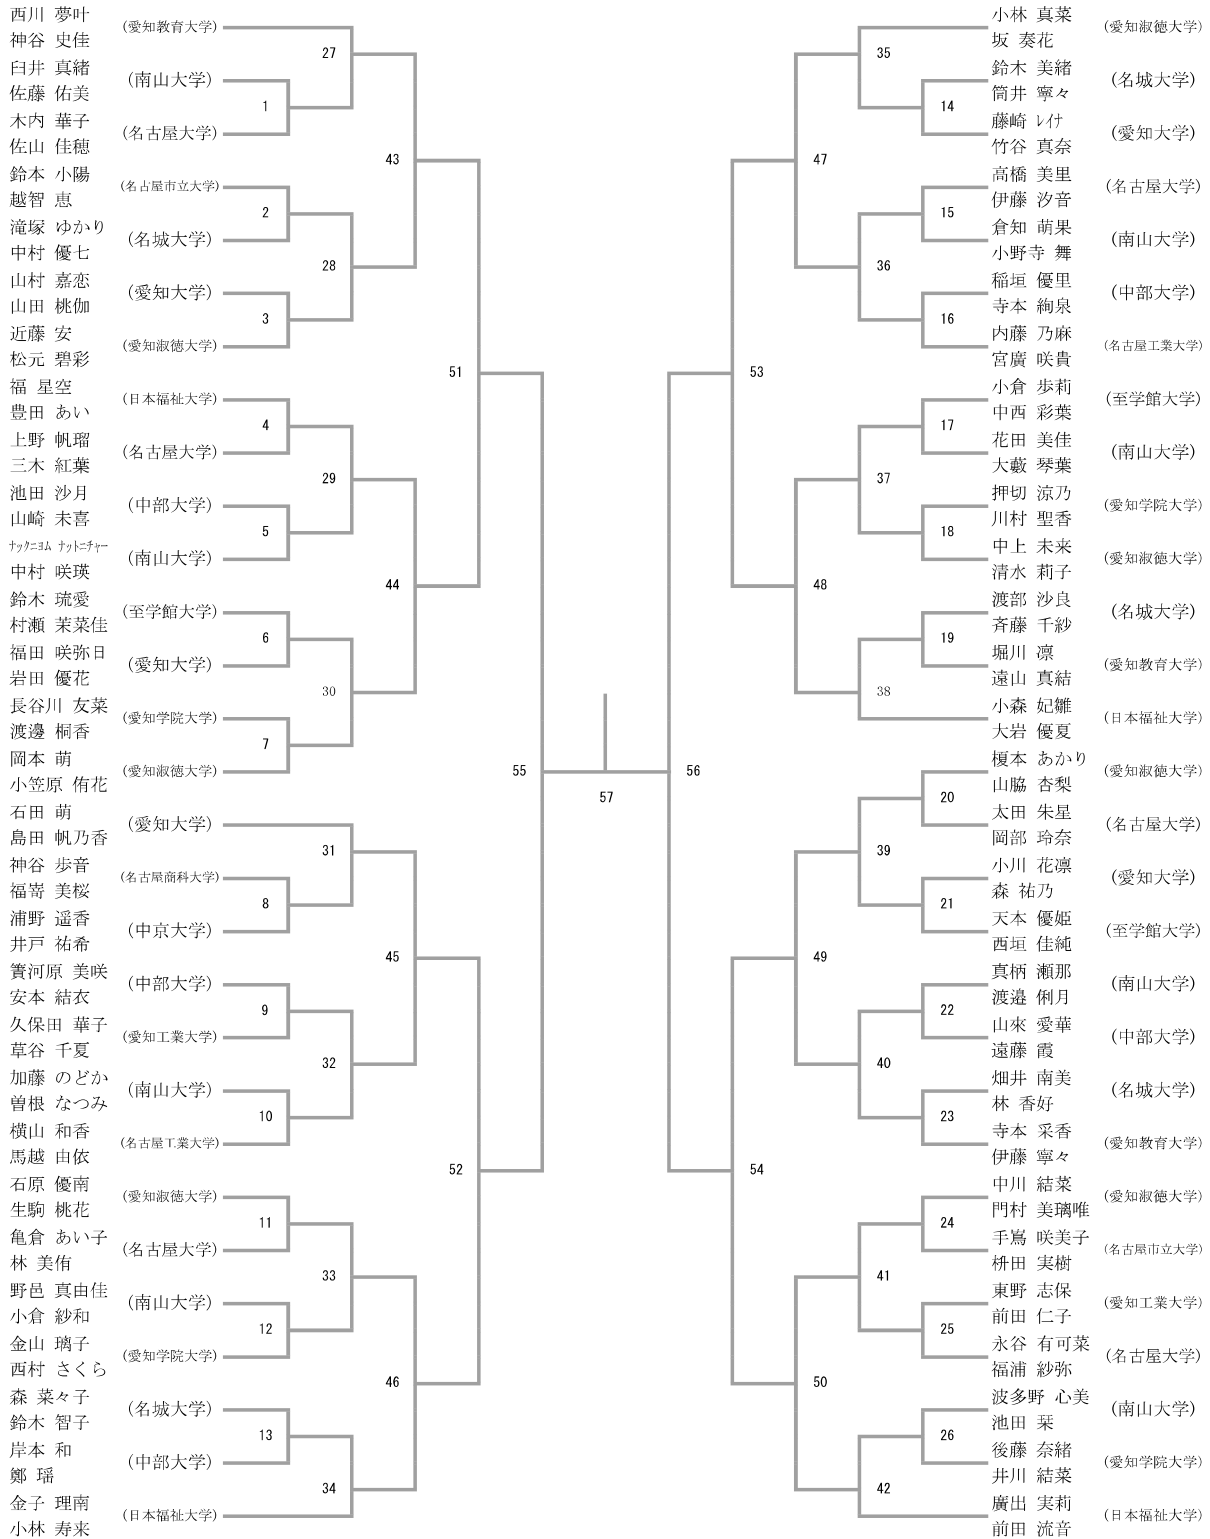 西川 夢叶
(愛知教育大学)
神谷 史佳
臼井 真緒
(南山大学)
佐藤 佑美
木内 華子
(名古屋大学)
佐山 佳穂
鈴木 小陽
(名古屋市立大学)
越智 恵
滝塚 ゆかり
(名城大学)
中村 優七
山村 嘉恋
(愛知大学)
山田 桃伽
近藤 安
(愛知淑徳大学)
松元 碧彩
福 星空
(日本福祉大学)
豊田 あい
上野 帆瑠
(名古屋大学)
三木 紅葉
池田 沙月
(中部大学)
山崎 未喜
ナックニヨム ナットニチャー
(南山大学)
中村 咲瑛
鈴木 琉愛
(至学館大学)
村瀬 茉菜佳
福田 咲弥日
(愛知大学)
岩田 優花
長谷川 友菜
(愛知学院大学)
渡邊 桐香
岡本 萌
(愛知淑徳大学)
小笠原 侑花
石田 萌
(愛知大学)
島田 帆乃香
神谷 歩音
(名古屋商科大学)
福嵜 美桜
浦野 遥香
(中京大学)
井戸 祐希
簀河原 美咲
(中部大学)
安本 結衣
久保田 華子
(愛知工業大学)
草谷 千夏
加藤 のどか
(南山大学)
曽根 なつみ
横山 和香
(名古屋工業大学)
馬越 由依
石原 優南
(愛知淑徳大学)
生駒 桃花
亀倉 あい子
(名古屋大学)
林 美侑
野邑 真由佳
(南山大学)
小倉 紗和
金山 璃子
(愛知学院大学)
西村 さくら
森 菜々子
(名城大学)
鈴木 智子
岸本 和
(中部大学)
鄭 瑶
金子 理南
(日本福祉大学)
小林 寿来
1
2
3
4
5
6
7
8
9
10
11
12
13
27
28
29
30
31
32
33
34
43
44
45
46
51
52
55
57
56
53
54
47
48
49
50
35
36
37
38
39
40
41
42
14
15
16
17
18
19
20
21
22
23
24
25
26
小林 真菜
(愛知淑徳大学)
坂 奏花
鈴木 美緒
(名城大学)
筒井 寧々
藤崎 レイナ
(愛知大学)
竹谷 真奈
高橋 美里
(名古屋大学)
伊藤 汐音
倉知 萌果
(南山大学)
小野寺 舞
稲垣 優里
(中部大学)
寺本 絢泉
内藤 乃麻
(名古屋工業大学)
宮廣 咲貴
小倉 歩莉
(至学館大学)
中西 彩葉
花田 美佳
(南山大学)
大藪 琴葉
押切 涼乃
(愛知学院大学)
川村 聖香
中上 未来
(愛知淑徳大学)
清水 莉子
渡部 沙良
(名城大学)
斉藤 千紗
堀川 凛
(愛知教育大学)
遠山 真結
小森 妃雛
(日本福祉大学)
大岩 優夏
榎本 あかり
(愛知淑徳大学)
山脇 杏梨
太田 朱星
(名古屋大学)
岡部 玲奈
小川 花凛
(愛知大学)
森 祐乃
天本 優姫
(至学館大学)
西垣 佳純
真柄 瀬那
(南山大学)
渡邉 俐月
山來 愛華
(中部大学)
遠藤 霞
畑井 南美
(名城大学)
林 香好
寺本 采香
(愛知教育大学)
伊藤 寧々
中川 結菜
(愛知淑徳大学)
門村 美璃唯
手嶌 咲美子
(名古屋市立大学)
枡田 実樹
東野 志保
(愛知工業大学)
前田 仁子
永谷 有可菜
(名古屋大学)
福浦 紗弥
波多野 心美
(南山大学)
池田 栞
後藤 奈緒
(愛知学院大学)
井川 結菜
廣出 実莉
(日本福祉大学)
前田 流音